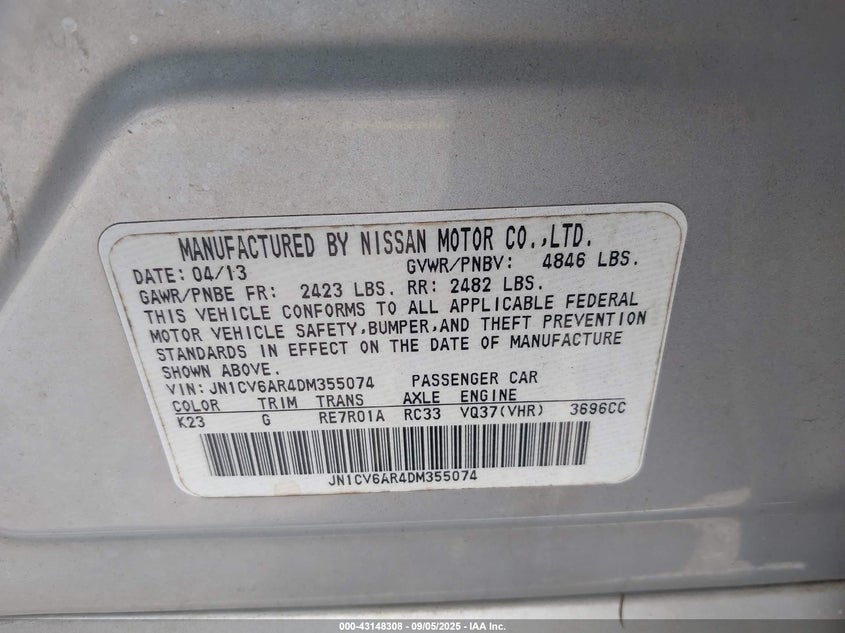 MANUFACTURED BY NISSAN MOTOR CO.,LTD.
DATE: 04/13 GVWR/PNBV: 4846 LBS.
GAWR/PNBE FR: 2423 LBS. RR: 2482 LBS.
THIS VEHICLE CONFORMS TO ALL APPLICABLE FEDERAL
MOTOR VEHICLE SAFETY,BUMPER,AND THEFT PREVENTION
STANDARDS IN EFFECT ON THE DATE OF MANUFACTURE
SHOWN ABOVE.
VIN: JN1CV6AR4DM355074 PASSENGER CAR
COLOR TRIM TRANS AXLE ENGINE
K23 G RE7R01A RC33 VQ37(VHR) 3696CC
JN1CV6AR4DM355074
000-43148308 - 09/05/2025 - IAA Inc.